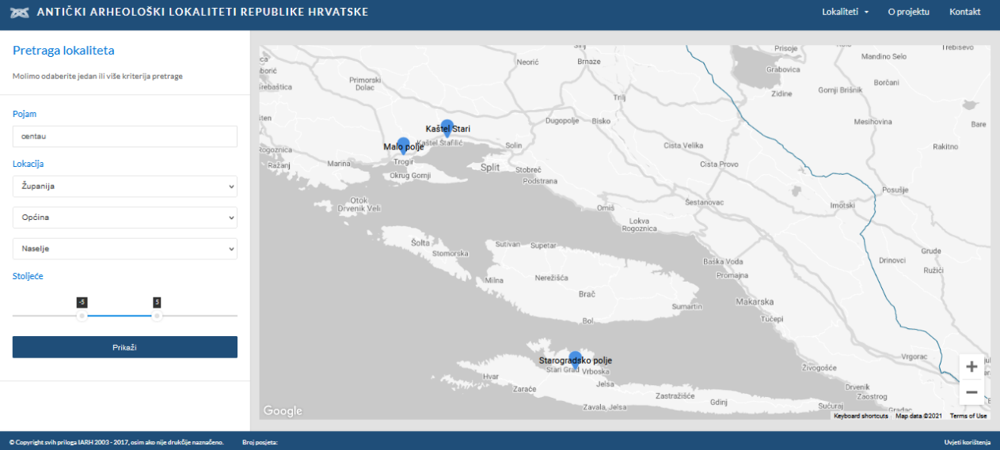 ANTIČKI ARHEOLOŠKI LOKALITETI REPUBLIKE HRVATSKE
Lokaliteti
O projektu
Kontakt
Pretraga lokaliteta
Molimo odaberite jedan ili više kriterija pretrage
Pojam
centau
Lokacija
Županija
Općina
Naselje
Stoljeće
-5
5
Prikaži
Neorić
Brnaze
Prisoje
Mandino Selo
Grabovica
Borčani
Primorski
Dolac
Zidine
Gornji Brišnik
Trilj
Mesihovina
Dugopolje
Bisko
Bare
Kaštel Stari
Kaštel Štafilić
Malo polje
Solin
Cista Velika
Rakitno
Ražanj
Marina
Trogir
Split
Stobreč
Cista Provo
Okrug Gornji
Podstrana
Posušje
Otok
Drvenik Veli
Omiš
Šestanovac
Imotski
Lokva
Rogoznica
Šolta
Stomorska
Sutivan
Supetar
Grude
Baška Voda
Drinovci
Promajna
Ružići
Milna
Nerežišća
Brač
Makarska
Sumartin
Tučepi
Bol
Starogradsko polje
Stari Grad
Vrboska
Vrgorac
Živogošće
Hvar
Jelsa
Zaraće
Drvenik
Zaostrog
Zastražišće
Gdinj
Zavala, Jelsa
Sućuraj
Gradac
+
−
Google
Keyboard shortcuts
Map data ©2021
Terms of Use
© Copyright svih priloga IARH 2003 - 2017, osim ako nije drukčije naznačeno.
Broj posjeta:
Uvjeti korištenja